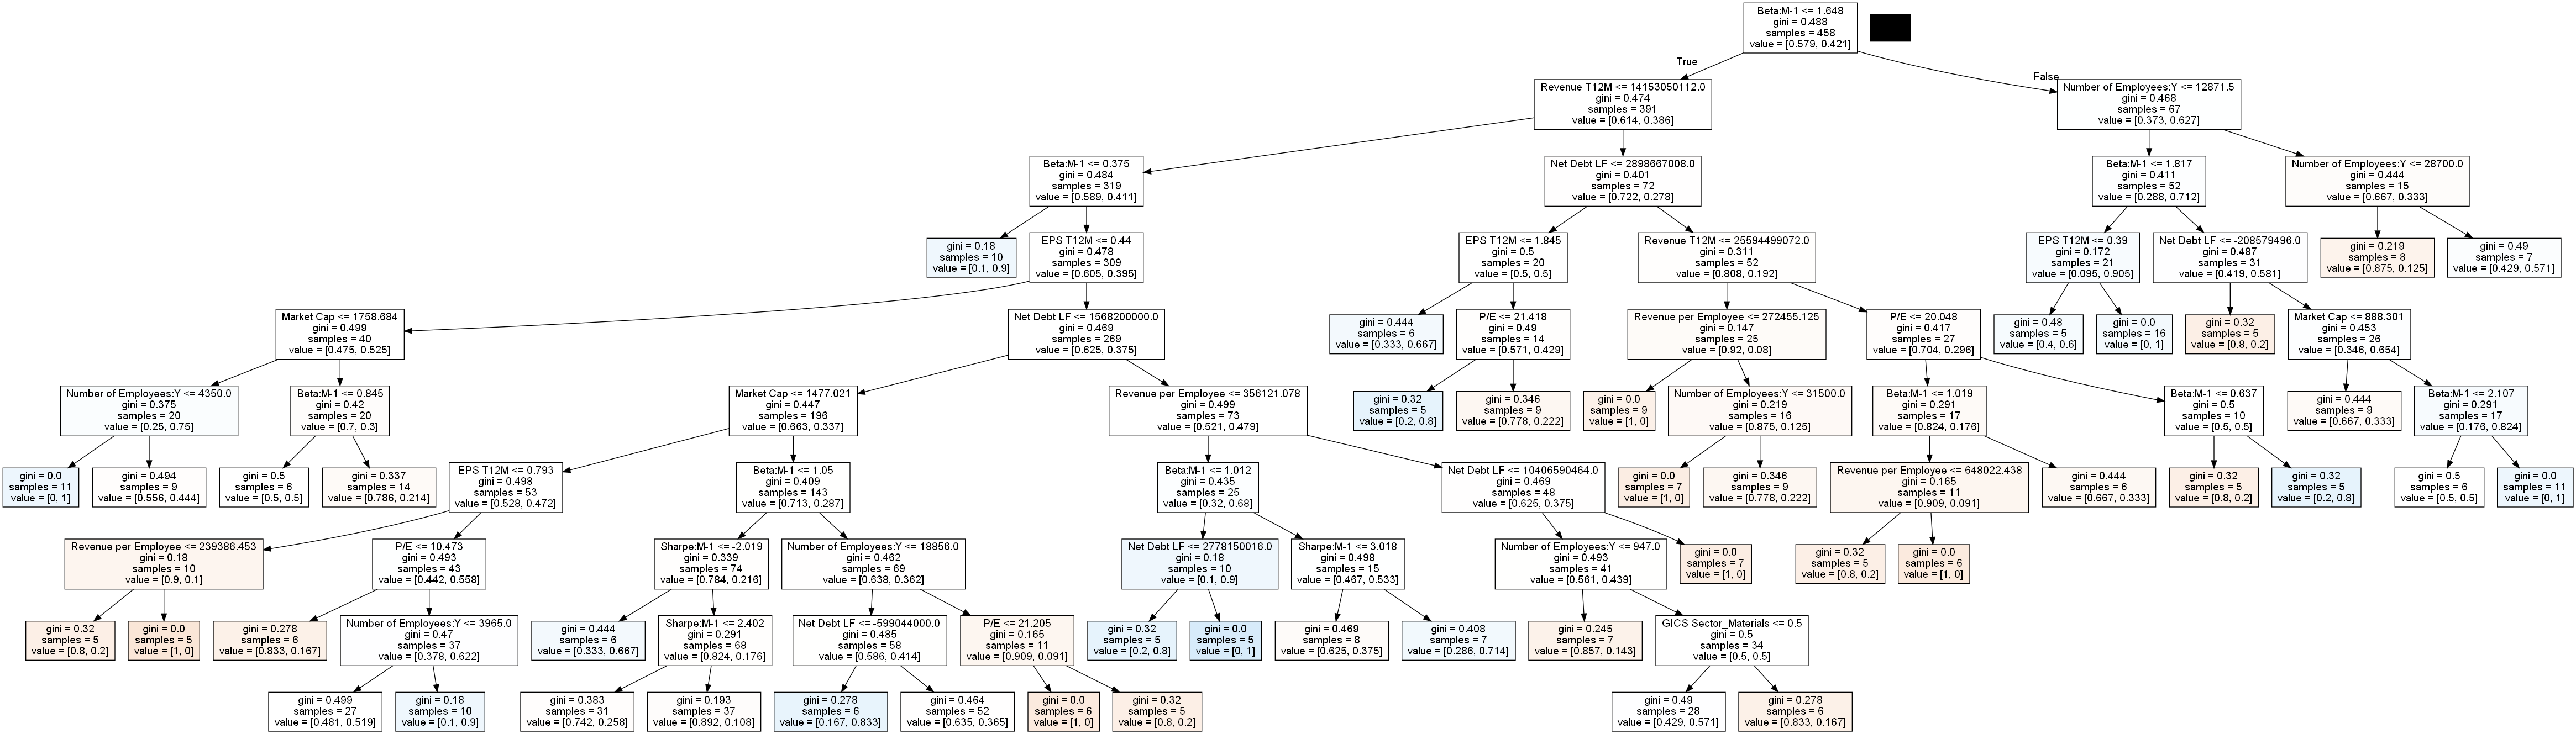 Beta:M-1 <= 1.648
gini = 0.488
samples = 458
value = [0.579, 0.421]
True
False
Revenue T12M <= 14153050112.0
gini = 0.474
samples = 391
value = [0.614, 0.386]
Number of Employees:Y <= 12871.5
gini = 0.468
samples = 67
value = [0.373, 0.627]
Beta:M-1 <= 0.375
gini = 0.484
samples = 319
value = [0.589, 0.411]
Net Debt LF <= 2898667008.0
gini = 0.401
samples = 72
value = [0.722, 0.278]
Beta:M-1 <= 1.817
gini = 0.411
samples = 52
value = [0.288, 0.712]
Number of Employees:Y <= 28700.0
gini = 0.444
samples = 15
value = [0.667, 0.333]
gini = 0.18
samples = 10
value = [0.1, 0.9]
EPS T12M <= 0.44
gini = 0.478
samples = 309
value = [0.605, 0.395]
EPS T12M <= 1.845
gini = 0.5
samples = 20
value = [0.5, 0.5]
Revenue T12M <= 25594499072.0
gini = 0.311
samples = 52
value = [0.808, 0.192]
EPS T12M <= 0.39
gini = 0.172
samples = 21
value = [0.095, 0.905]
Net Debt LF <= -208579496.0
gini = 0.487
samples = 31
value = [0.419, 0.581]
gini = 0.219
samples = 8
value = [0.875, 0.125]
gini = 0.49
samples = 7
value = [0.429, 0.571]
Market Cap <= 1758.684
gini = 0.499
samples = 40
value = [0.475, 0.525]
Net Debt LF <= 1568200000.0
gini = 0.469
samples = 269
value = [0.625, 0.375]
gini = 0.444
samples = 6
value = [0.333, 0.667]
P/E <= 21.418
gini = 0.49
samples = 14
value = [0.571, 0.429]
Revenue per Employee <= 272455.125
gini = 0.147
samples = 25
value = [0.92, 0.08]
P/E <= 20.048
gini = 0.417
samples = 27
value = [0.704, 0.296]
gini = 0.48
samples = 5
value = [0.4, 0.6]
gini = 0.0
samples = 16
value = [0, 1]
gini = 0.32
samples = 5
value = [0.8, 0.2]
Market Cap <= 888.301
gini = 0.453
samples = 26
value = [0.346, 0.654]
Number of Employees:Y <= 4350.0
gini = 0.375
samples = 20
value = [0.25, 0.75]
Beta:M-1 <= 0.845
gini = 0.42
samples = 20
value = [0.7, 0.3]
Market Cap <= 1477.021
gini = 0.447
samples = 196
value = [0.663, 0.337]
Revenue per Employee <= 356121.078
gini = 0.499
samples = 73
value = [0.521, 0.479]
gini = 0.32
samples = 5
value = [0.2, 0.8]
gini = 0.346
samples = 9
value = [0.778, 0.222]
gini = 0.0
samples = 9
value = [1, 0]
Number of Employees:Y <= 31500.0
gini = 0.219
samples = 16
value = [0.875, 0.125]
Beta:M-1 <= 1.019
gini = 0.291
samples = 17
value = [0.824, 0.176]
Beta:M-1 <= 0.637
gini = 0.5
samples = 10
value = [0.5, 0.5]
gini = 0.444
samples = 9
value = [0.667, 0.333]
Beta:M-1 <= 2.107
gini = 0.291
samples = 17
value = [0.176, 0.824]
gini = 0.0
samples = 11
value = [0, 1]
gini = 0.494
samples = 9
value = [0.556, 0.444]
gini = 0.5
samples = 6
value = [0.5, 0.5]
gini = 0.337
samples = 14
value = [0.786, 0.214]
EPS T12M <= 0.793
gini = 0.498
samples = 53
value = [0.528, 0.472]
Beta:M-1 <= 1.05
gini = 0.409
samples = 143
value = [0.713, 0.287]
Beta:M-1 <= 1.012
gini = 0.435
samples = 25
value = [0.32, 0.68]
Net Debt LF <= 10406590464.0
gini = 0.469
samples = 48
value = [0.625, 0.375]
gini = 0.0
samples = 7
value = [1, 0]
gini = 0.346
samples = 9
value = [0.778, 0.222]
Revenue per Employee <= 648022.438
gini = 0.165
samples = 11
value = [0.909, 0.091]
gini = 0.444
samples = 6
value = [0.667, 0.333]
gini = 0.32
samples = 5
value = [0.8, 0.2]
gini = 0.32
samples = 5
value = [0.2, 0.8]
gini = 0.5
samples = 6
value = [0.5, 0.5]
gini = 0.0
samples = 11
value = [0, 1]
Revenue per Employee <= 239386.453
gini = 0.18
samples = 10
value = [0.9, 0.1]
P/E <= 10.473
gini = 0.493
samples = 43
value = [0.442, 0.558]
Sharpe:M-1 <= -2.019
gini = 0.339
samples = 74
value = [0.784, 0.216]
Number of Employees:Y <= 18856.0
gini = 0.462
samples = 69
value = [0.638, 0.362]
Net Debt LF <= 2778150016.0
gini = 0.18
samples = 10
value = [0.1, 0.9]
Sharpe:M-1 <= 3.018
gini = 0.498
samples = 15
value = [0.467, 0.533]
Number of Employees:Y <= 947.0
gini = 0.493
samples = 41
value = [0.561, 0.439]
gini = 0.0
samples = 7
value = [1, 0]
gini = 0.32
samples = 5
value = [0.8, 0.2]
gini = 0.0
samples = 6
value = [1, 0]
gini = 0.32
samples = 5
value = [0.8, 0.2]
gini = 0.0
samples = 5
value = [1, 0]
gini = 0.278
samples = 6
value = [0.833, 0.167]
Number of Employees:Y <= 3965.0
gini = 0.47
samples = 37
value = [0.378, 0.622]
gini = 0.444
samples = 6
value = [0.333, 0.667]
Sharpe:M-1 <= 2.402
gini = 0.291
samples = 68
value = [0.824, 0.176]
Net Debt LF <= -599044000.0
gini = 0.485
samples = 58
value = [0.586, 0.414]
P/E <= 21.205
gini = 0.165
samples = 11
value = [0.909, 0.091]
gini = 0.32
samples = 5
value = [0.2, 0.8]
gini = 0.0
samples = 5
value = [0, 1]
gini = 0.469
samples = 8
value = [0.625, 0.375]
gini = 0.408
samples = 7
value = [0.286, 0.714]
gini = 0.245
samples = 7
value = [0.857, 0.143]
GICS Sector_Materials <= 0.5
gini = 0.5
samples = 34
value = [0.5, 0.5]
gini = 0.499
samples = 27
value = [0.481, 0.519]
gini = 0.18
samples = 10
value = [0.1, 0.9]
gini = 0.383
samples = 31
value = [0.742, 0.258]
gini = 0.193
samples = 37
value = [0.892, 0.108]
gini = 0.278
samples = 6
value = [0.167, 0.833]
gini = 0.464
samples = 52
value = [0.635, 0.365]
gini = 0.0
samples = 6
value = [1, 0]
gini = 0.32
samples = 5
value = [0.8, 0.2]
gini = 0.49
samples = 28
value = [0.429, 0.571]
gini = 0.278
samples = 6
value = [0.833, 0.167]